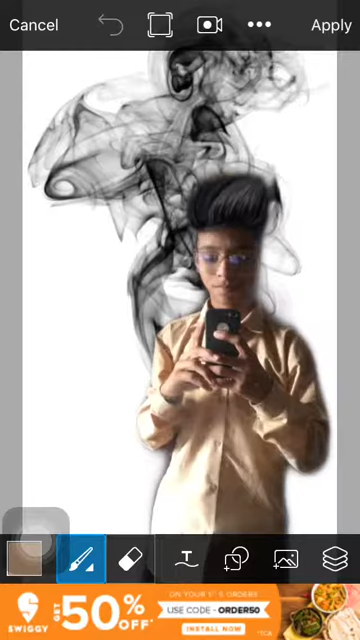 Cancel
Apply
SWIGGY
GET 50% OFF*
ON YOUR 1ST 5 ORDERS
USE CODE - ORDER50
INSTALL NOW
*T&C